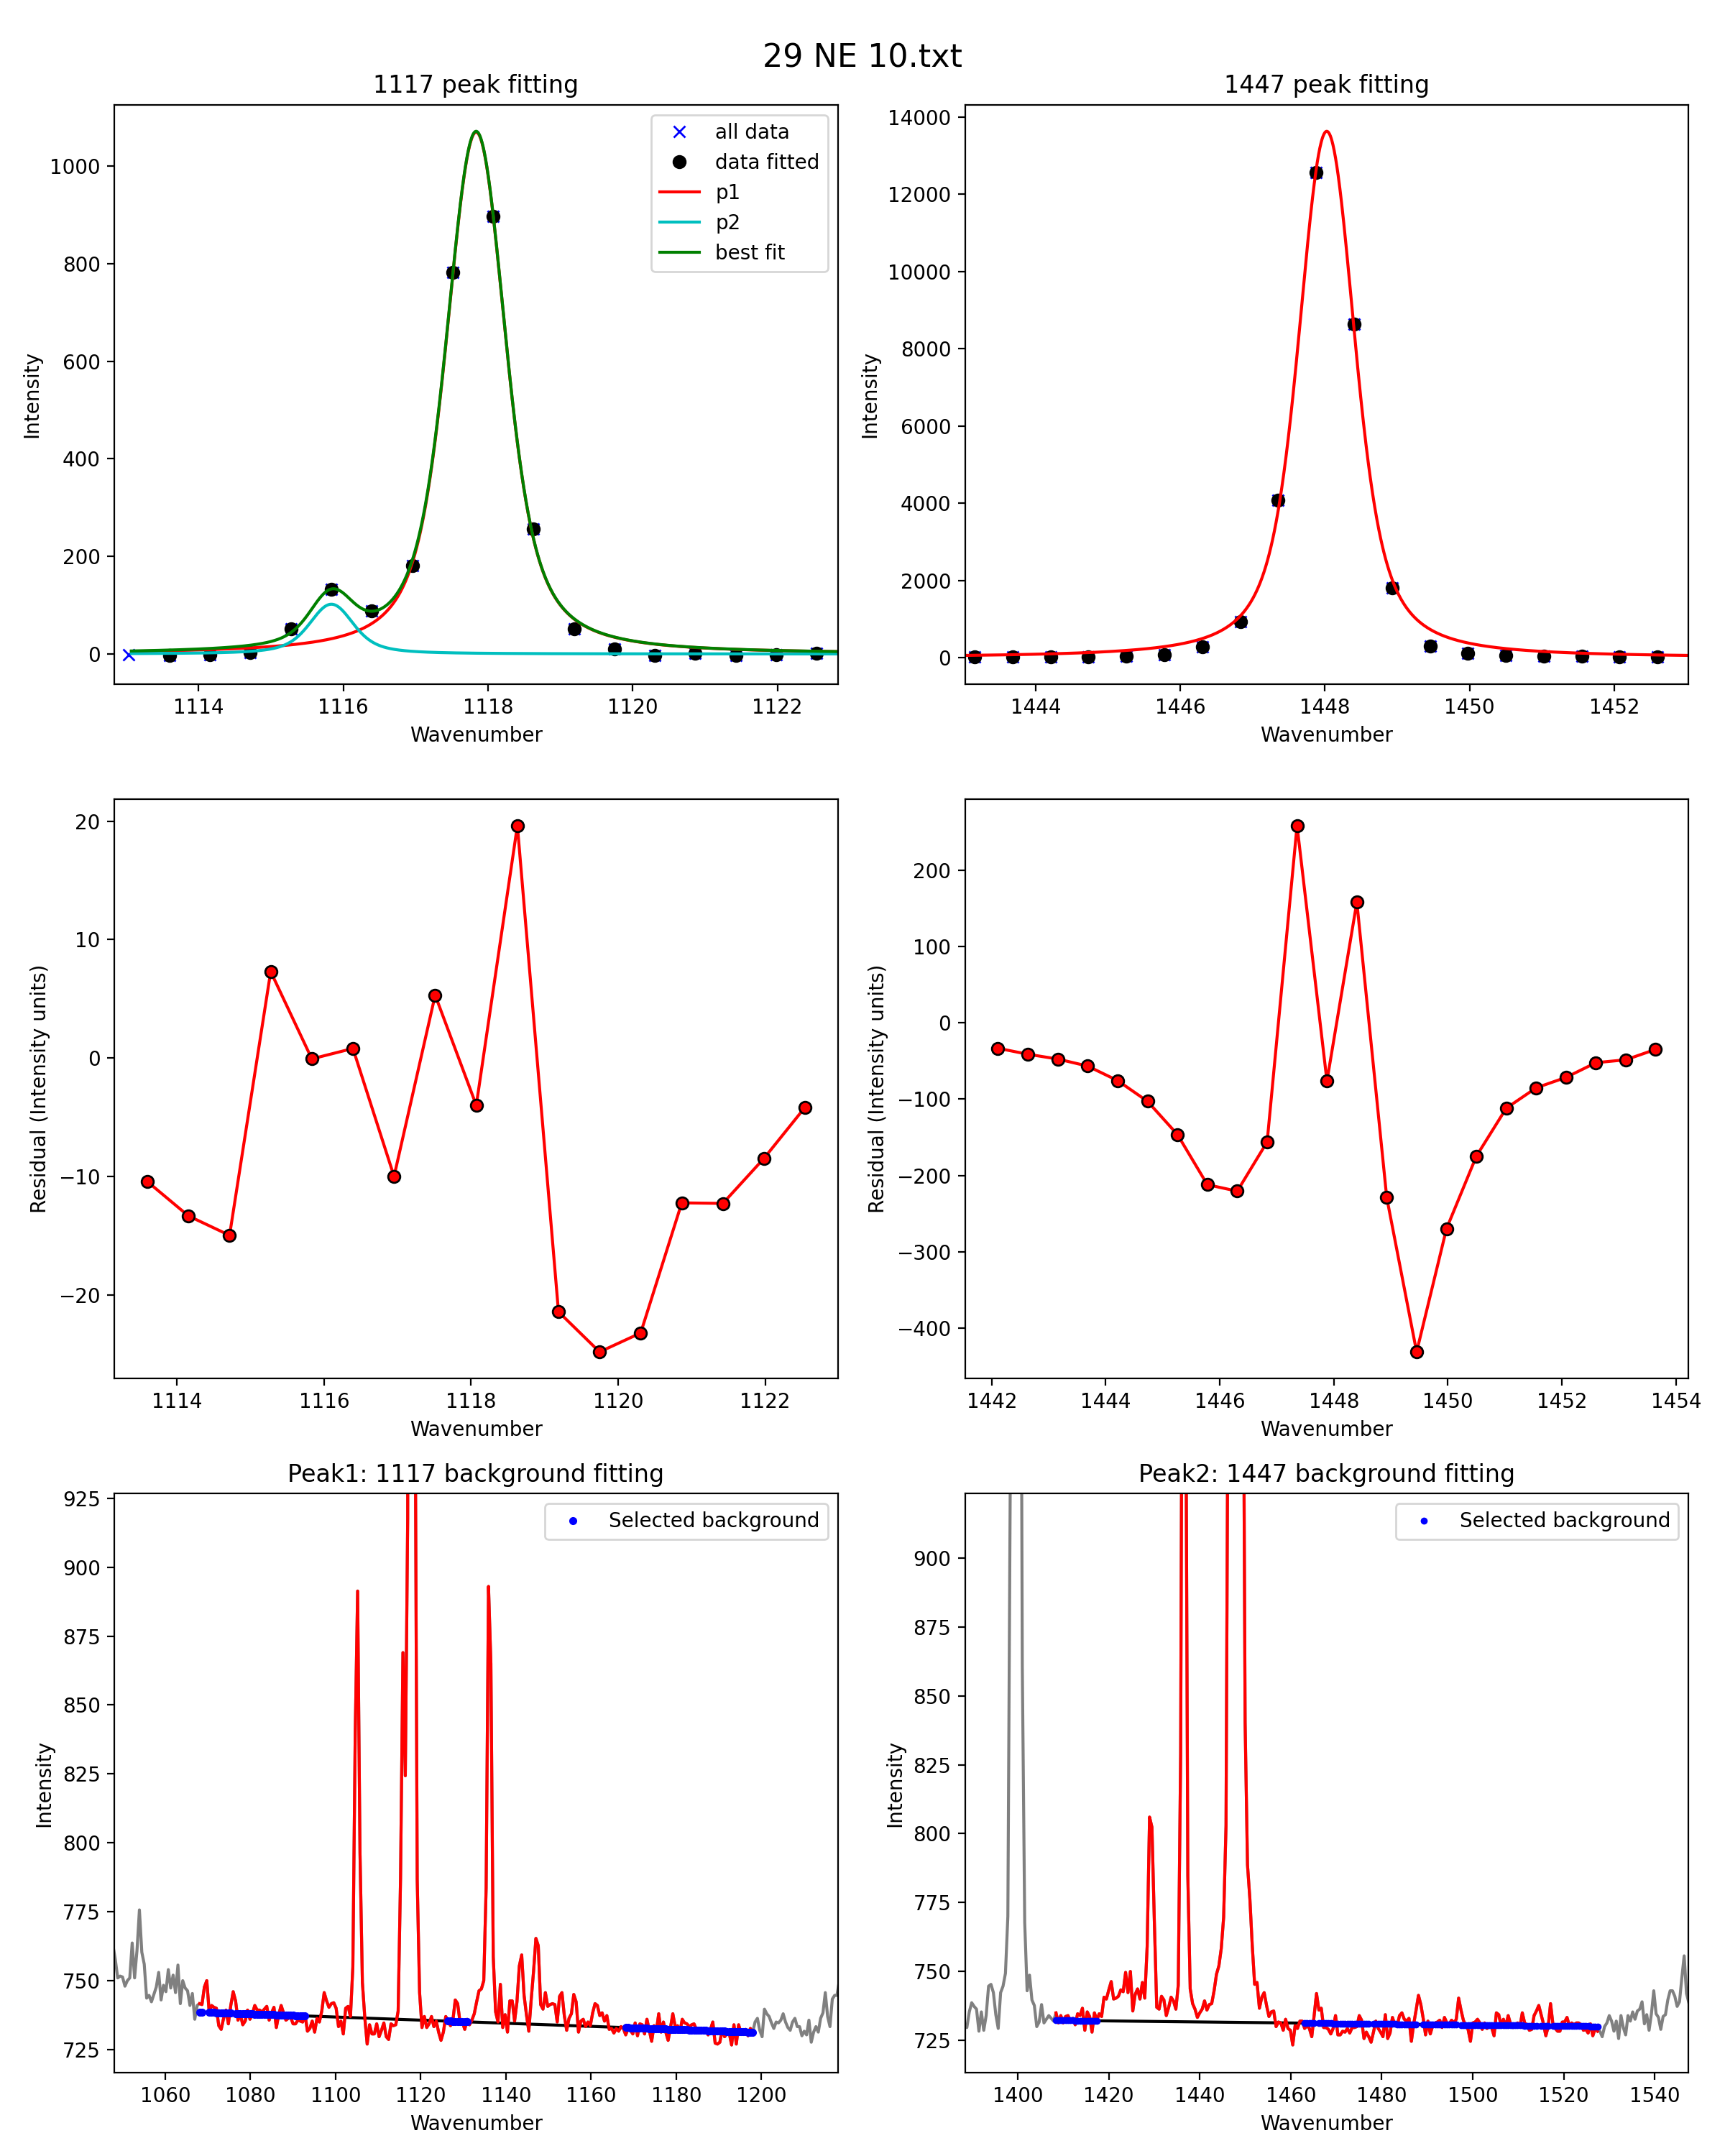 29 NE 10.txt
1117 peak fitting
1447 peak fitting
all data
data fitted
p1
p2
best fit
1000
800
600
400
200
0
Intensity
1114 1116 1118 1120 1122
Wavenumber
14000
12000
10000
8000
6000
4000
2000
0
Intensity
1444 1446 1448 1450 1452
Wavenumber
20
10
0
−10
−20
Residual (Intensity units)
1114 1116 1118 1120 1122
Wavenumber
200
100
0
−100
−200
−300
−400
Residual (Intensity units)
1442 1444 1446 1448 1450 1452 1454
Wavenumber
Peak1: 1117 background fitting
Selected background
925
900
875
850
825
800
775
750
725
Intensity
1060 1080 1100 1120 1140 1160 1180 1200
Wavenumber
Peak2: 1447 background fitting
Selected background
900
875
850
825
800
775
750
725
Intensity
1400 1420 1440 1460 1480 1500 1520 1540
Wavenumber